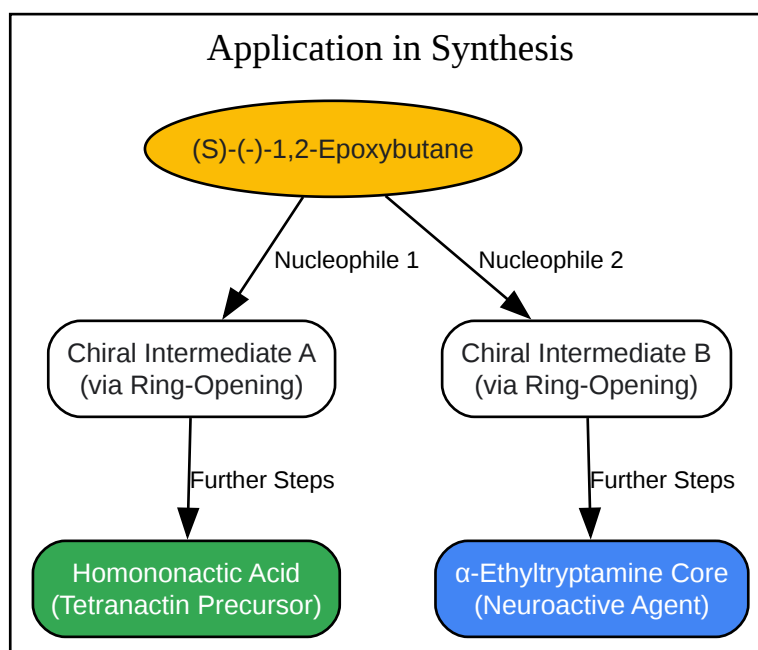 Application in Synthesis
(S)-(-)-1,2-Epoxybutane
Nucleophile 1
Nucleophile 2
Chiral Intermediate A
(via Ring-Opening)
Chiral Intermediate B
(via Ring-Opening)
Further Steps
Further Steps
Homononactic Acid
(Tetranactin Precursor)
α-Ethyltryptamine Core
(Neuroactive Agent)